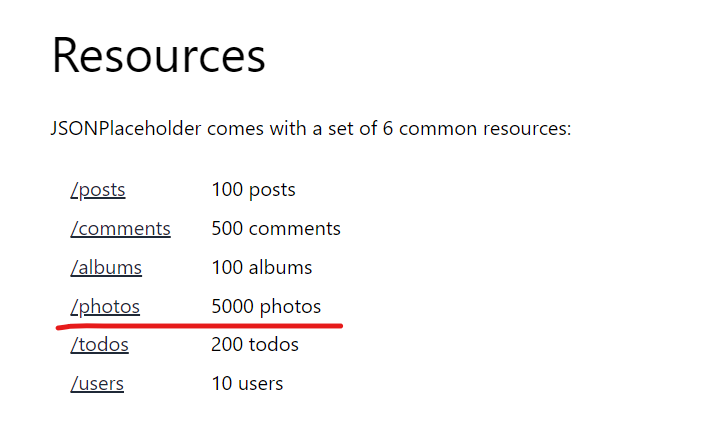 Resources
JSONPlaceholder comes with a set of 6 common resources:
/posts 100 posts
/comments 500 comments
/albums 100 albums
/photos 5000 photos
/todos 200 todos
/users 10 users